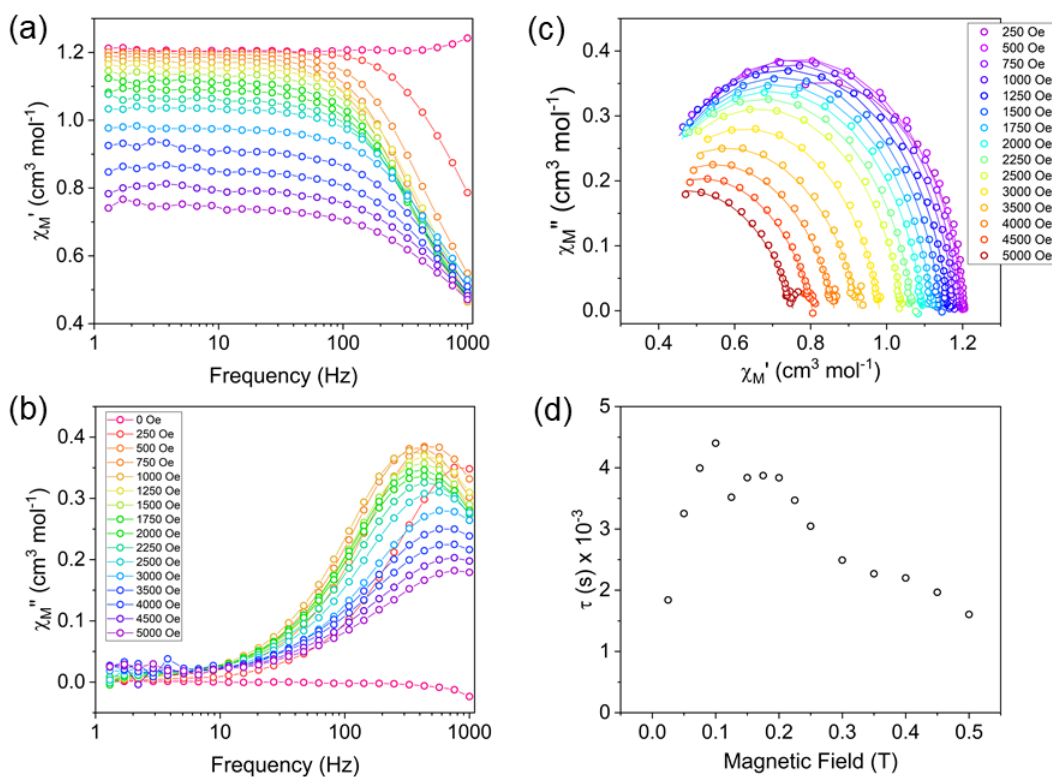 (a)
1.2
1.0
0.8
0.6
0.4
1
10
100
1000
χM' (cm³ mol⁻¹)
Frequency (Hz)
(c)
0.4
0.3
0.2
0.1
0.0
0.4
0.6
0.8
1.0
1.2
χM'' (cm³ mol⁻¹)
χM' (cm³ mol⁻¹)
250 Oe
500 Oe
750 Oe
1000 Oe
1250 Oe
1500 Oe
1750 Oe
2000 Oe
2250 Oe
2500 Oe
3000 Oe
3500 Oe
4000 Oe
4500 Oe
5000 Oe
(b)
0.4
0.3
0.2
0.1
0.0
1
10
100
1000
χM'' (cm³ mol⁻¹)
Frequency (Hz)
0 Oe
250 Oe
500 Oe
750 Oe
1000 Oe
1250 Oe
1500 Oe
1750 Oe
2000 Oe
2250 Oe
2500 Oe
3000 Oe
3500 Oe
4000 Oe
4500 Oe
5000 Oe
(d)
5
4
3
2
1
0
0.0
0.1
0.2
0.3
0.4
0.5
τ (s) x 10⁻³
Magnetic Field (T)